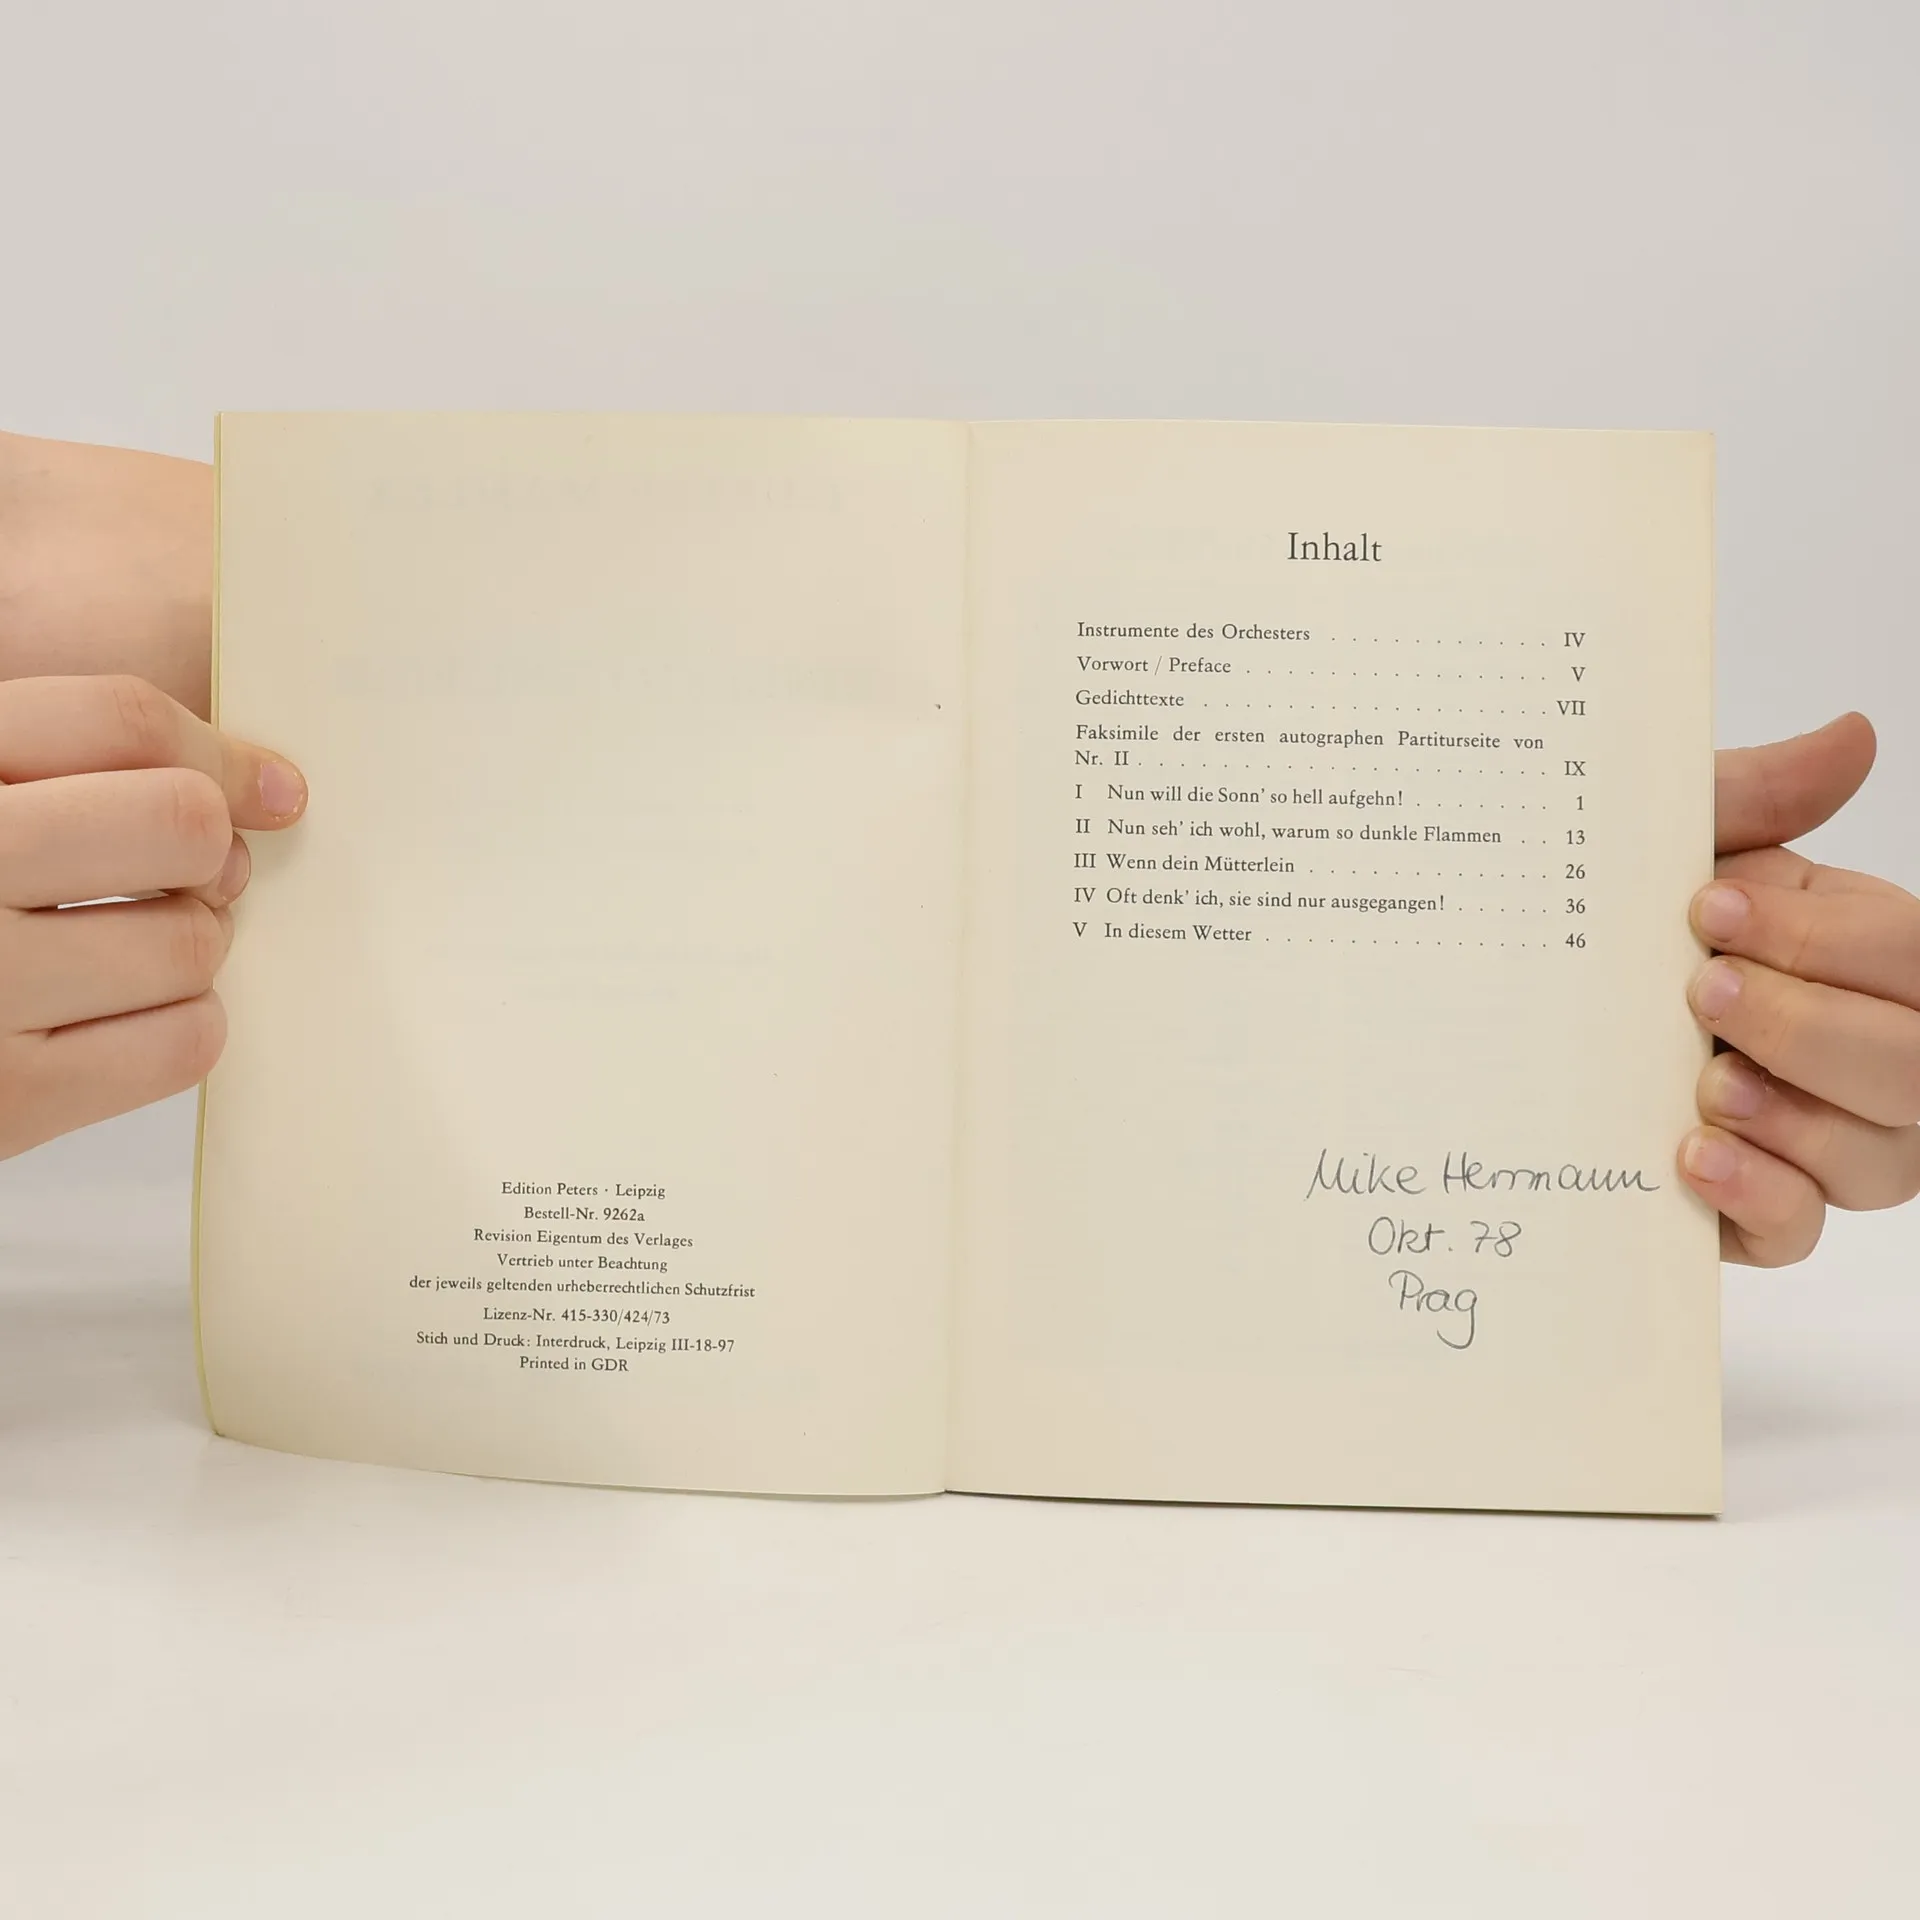 Edition Peters · Leipzig
Bestell-Nr. 9262a
Revision Eigentum des Verlages
Vertrieb unter Beachtung
der jeweils geltenden urheberrechtlichen Schutzfrist
Lizenz-Nr. 415-330/424/73
Stich und Druck: Interdruck, Leipzig III-18-97
Printed in GDR
Inhalt
Instrumente des Orchesters . . . . . . . . . . . IV
Vorwort / Preface . . . . . . . . . . . . . . . V
Gedichttexte . . . . . . . . . . . . . . . . . VII
Faksimile der ersten autographen Partiturseite von
Nr. II . . . . . . . . . . . . . . . . . . . . IX
I Nun will die Sonn' so hell aufgehn! . . . . . . . 1
II Nun seh' ich wohl, warum so dunkle Flammen . . 13
III Wenn dein Mütterlein . . . . . . . . . . . . 26
IV Oft denk' ich, sie sind nur ausgegangen! . . . . . 36
V In diesem Wetter . . . . . . . . . . . . . . 46
Mike Herrmann
Okt. 78
Prag